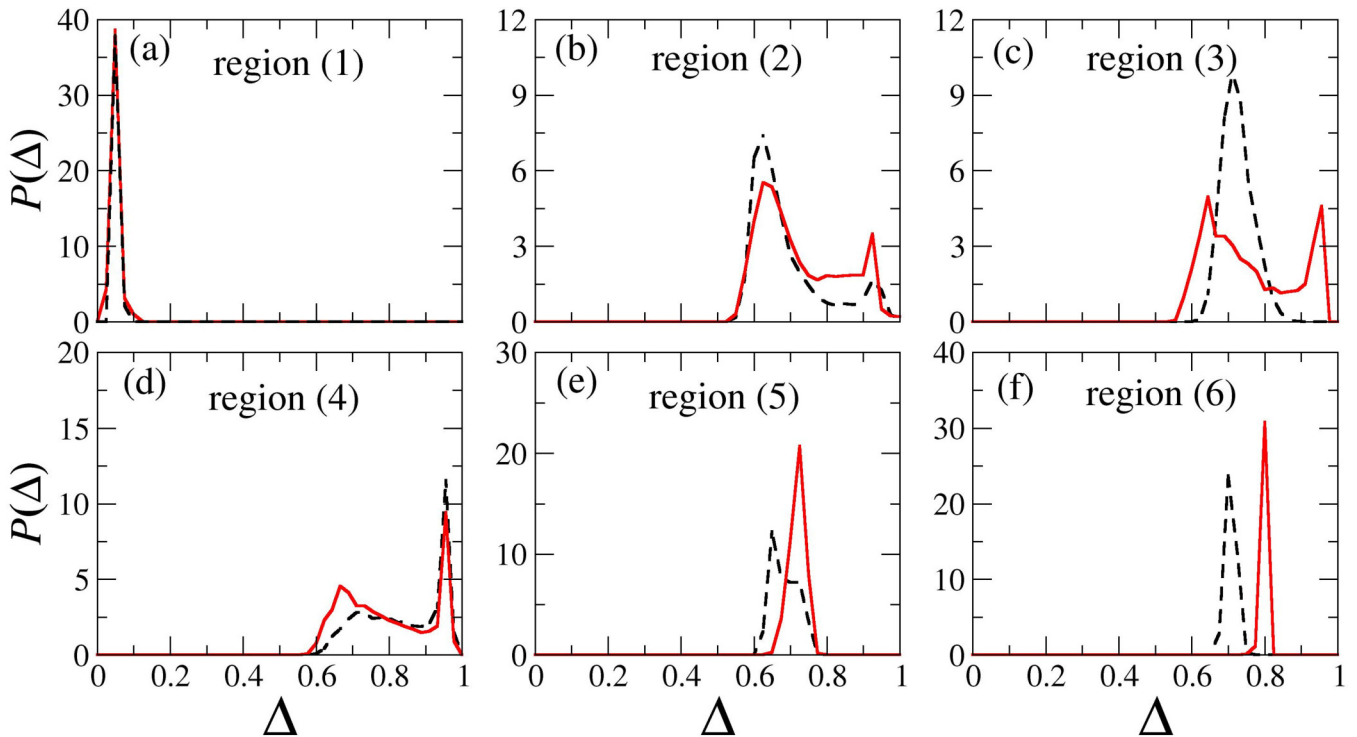 (a) region (1)
40
30
20
10
0
P(Δ)
(b) region (2)
12
9
6
3
0
(c) region (3)
12
9
6
3
0
(d) region (4)
20
15
10
5
0
P(Δ)
0 0.2 0.4 0.6 0.8 1
Δ
(e) region (5)
30
20
10
0
0 0.2 0.4 0.6 0.8 1
Δ
(f) region (6)
40
30
20
10
0
0 0.2 0.4 0.6 0.8 1
Δ